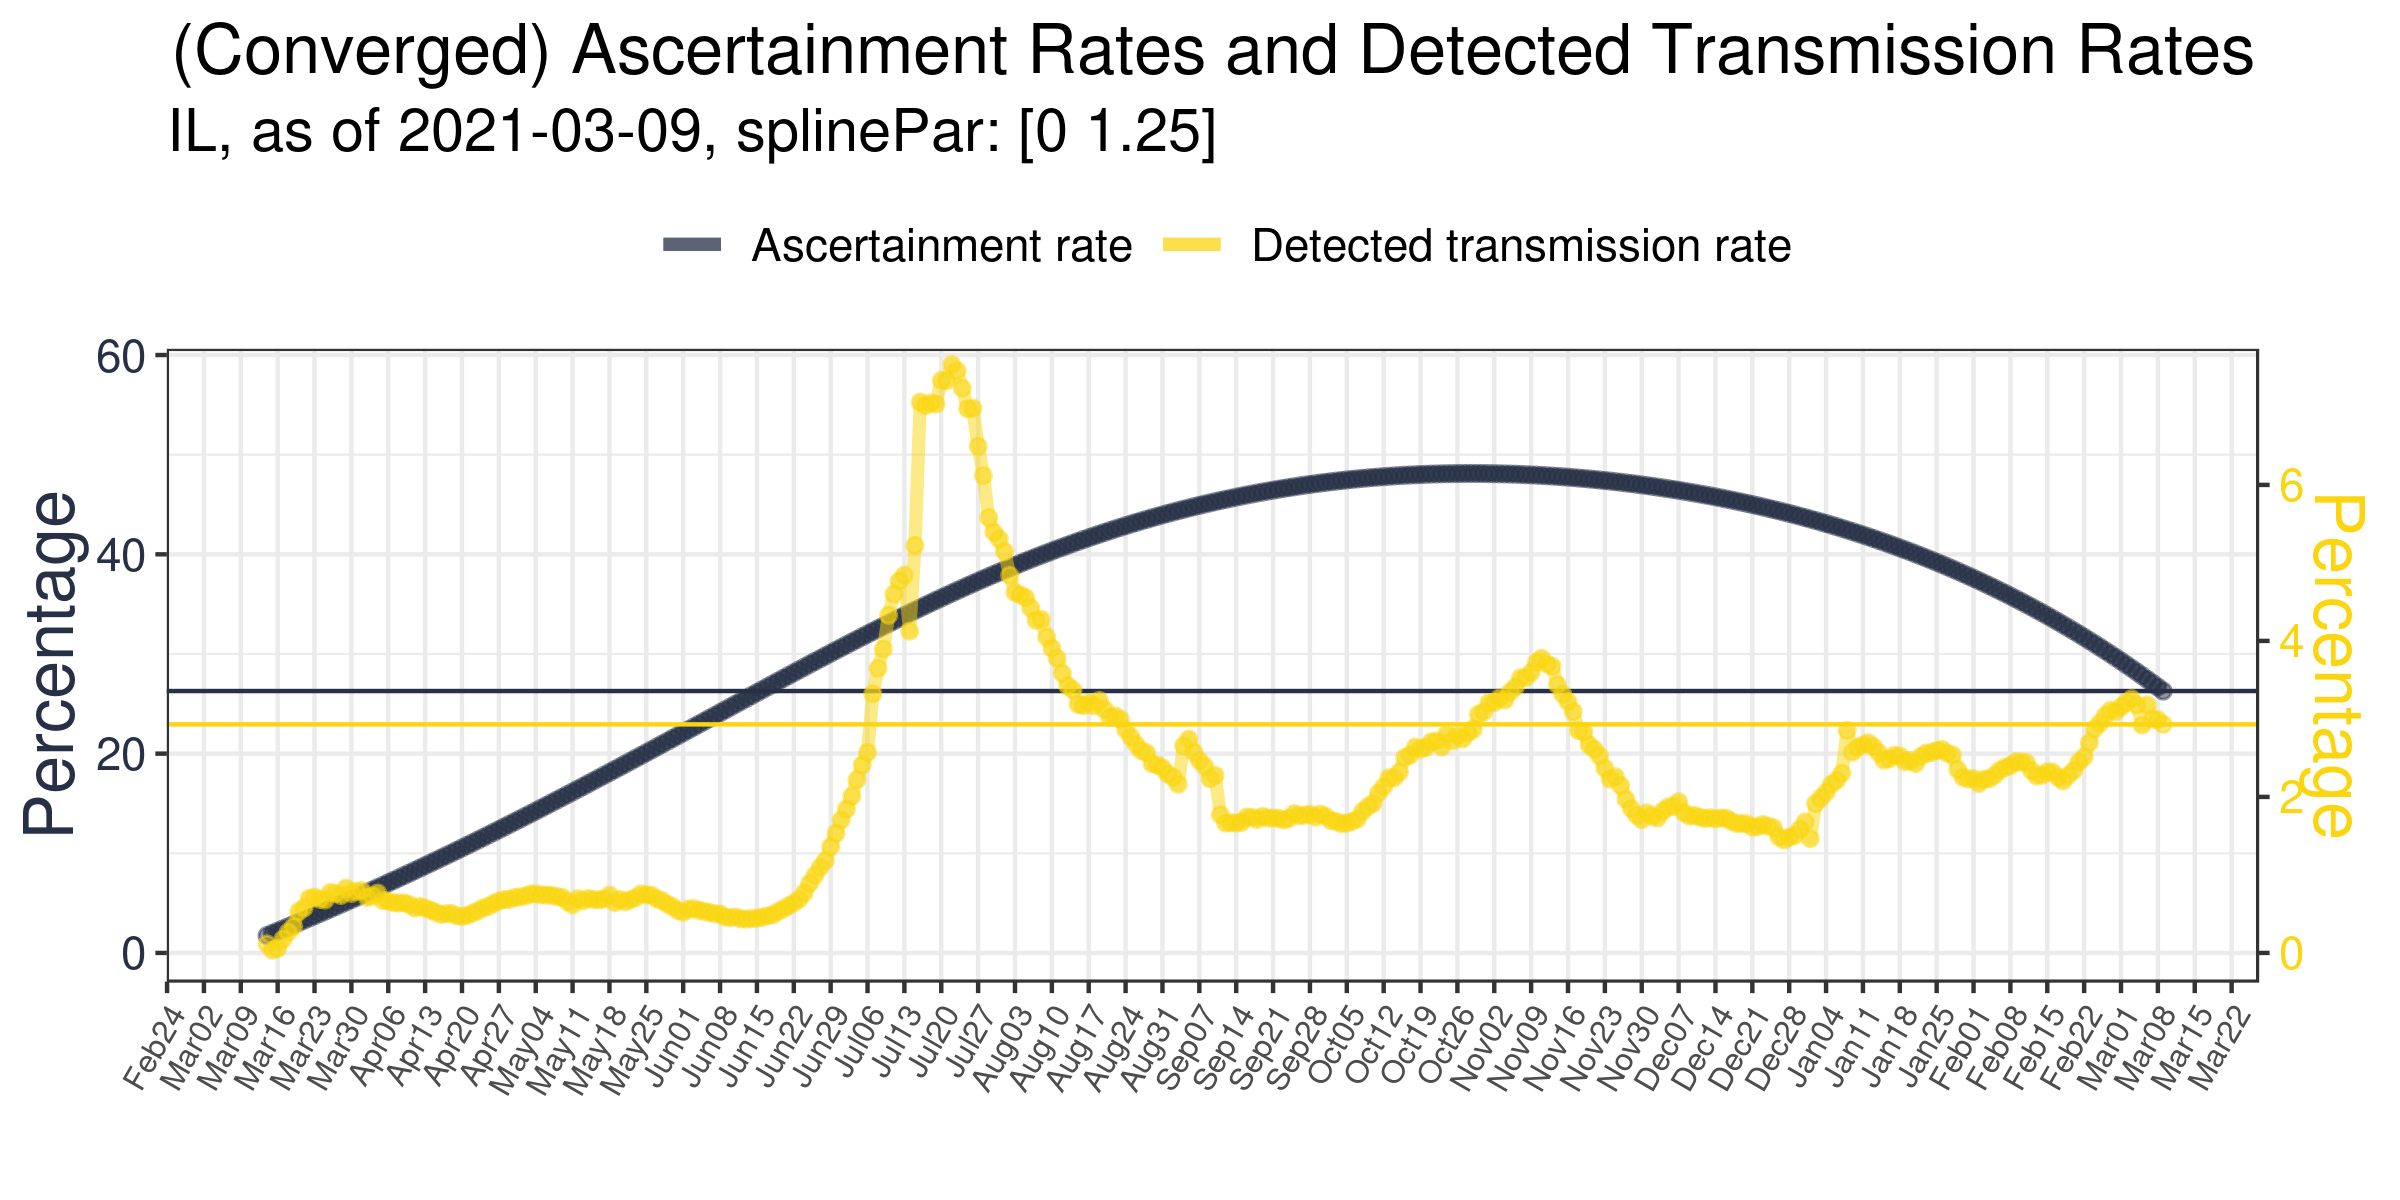 (Converged) Ascertainment Rates and Detected Transmission Rates
IL, as of 2021-03-09, splinePar: [0 1.25]
Ascertainment rate Detected transmission rate
Percentage
60
40
20
0
6
4
2
0
Percentage
Feb24 Mar02 Mar09 Mar16 Mar23 Mar30 Apr06 Apr13 Apr20 Apr27 May04 May11 May18 May25 Jun01 Jun08 Jun15 Jun22 Jun29 Jul06 Jul13 Jul20 Jul27 Aug03 Aug10 Aug17 Aug24 Aug31 Sep07 Sep14 Sep21 Sep28 Oct05 Oct12 Oct19 Oct26 Nov02 Nov09 Nov16 Nov23 Nov30 Dec07 Dec14 Dec21 Dec28 Jan04 Jan11 Jan18 Jan25 Feb01 Feb08 Feb15 Feb22 Mar01 Mar08 Mar15 Mar22